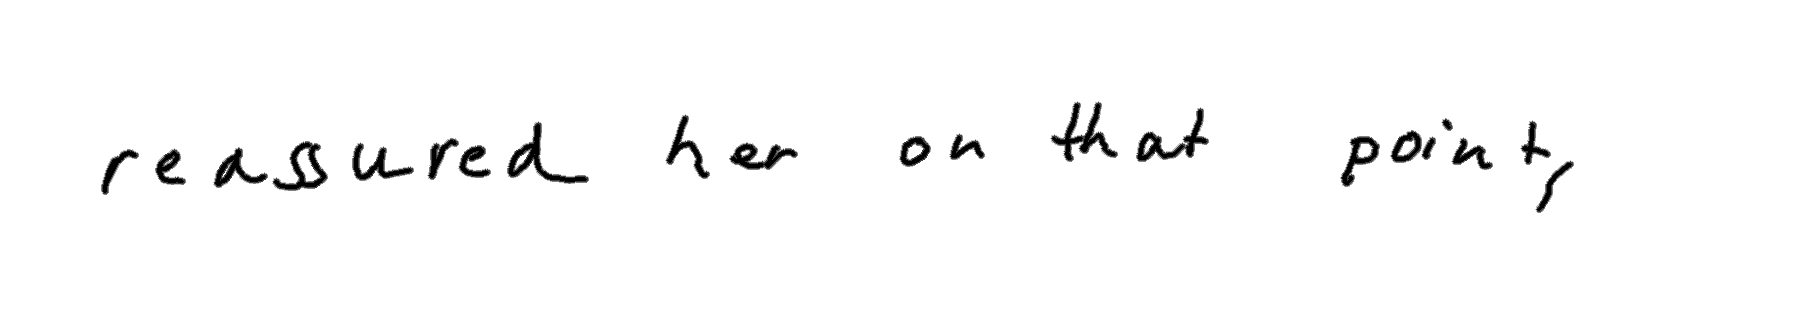 reassured her on that point,